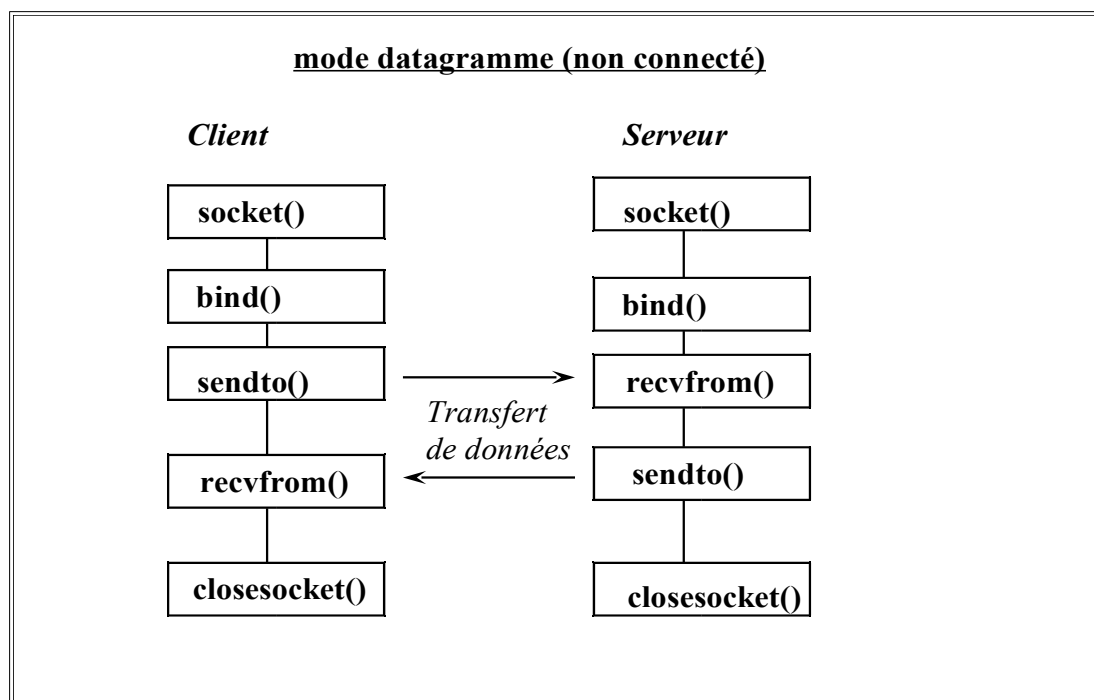 mode datagramme (non connecté)
Client
Serveur
socket()
socket()
bind()
bind()
sendto()
recvfrom()
Transfert
de données
recvfrom()
sendto()
closesocket()
closesocket()